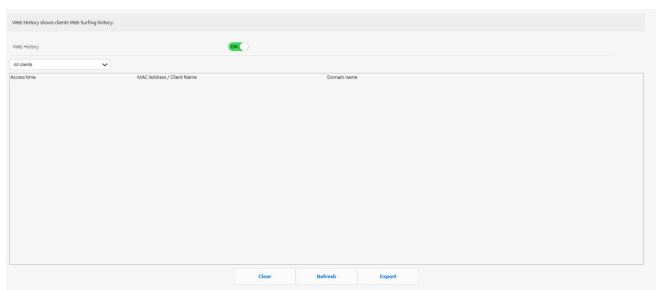 Web History shows clients Web Surfing history.
Web History ON
All clients
Access time MAC Address / Client Name Domain name
Clear Refresh Export